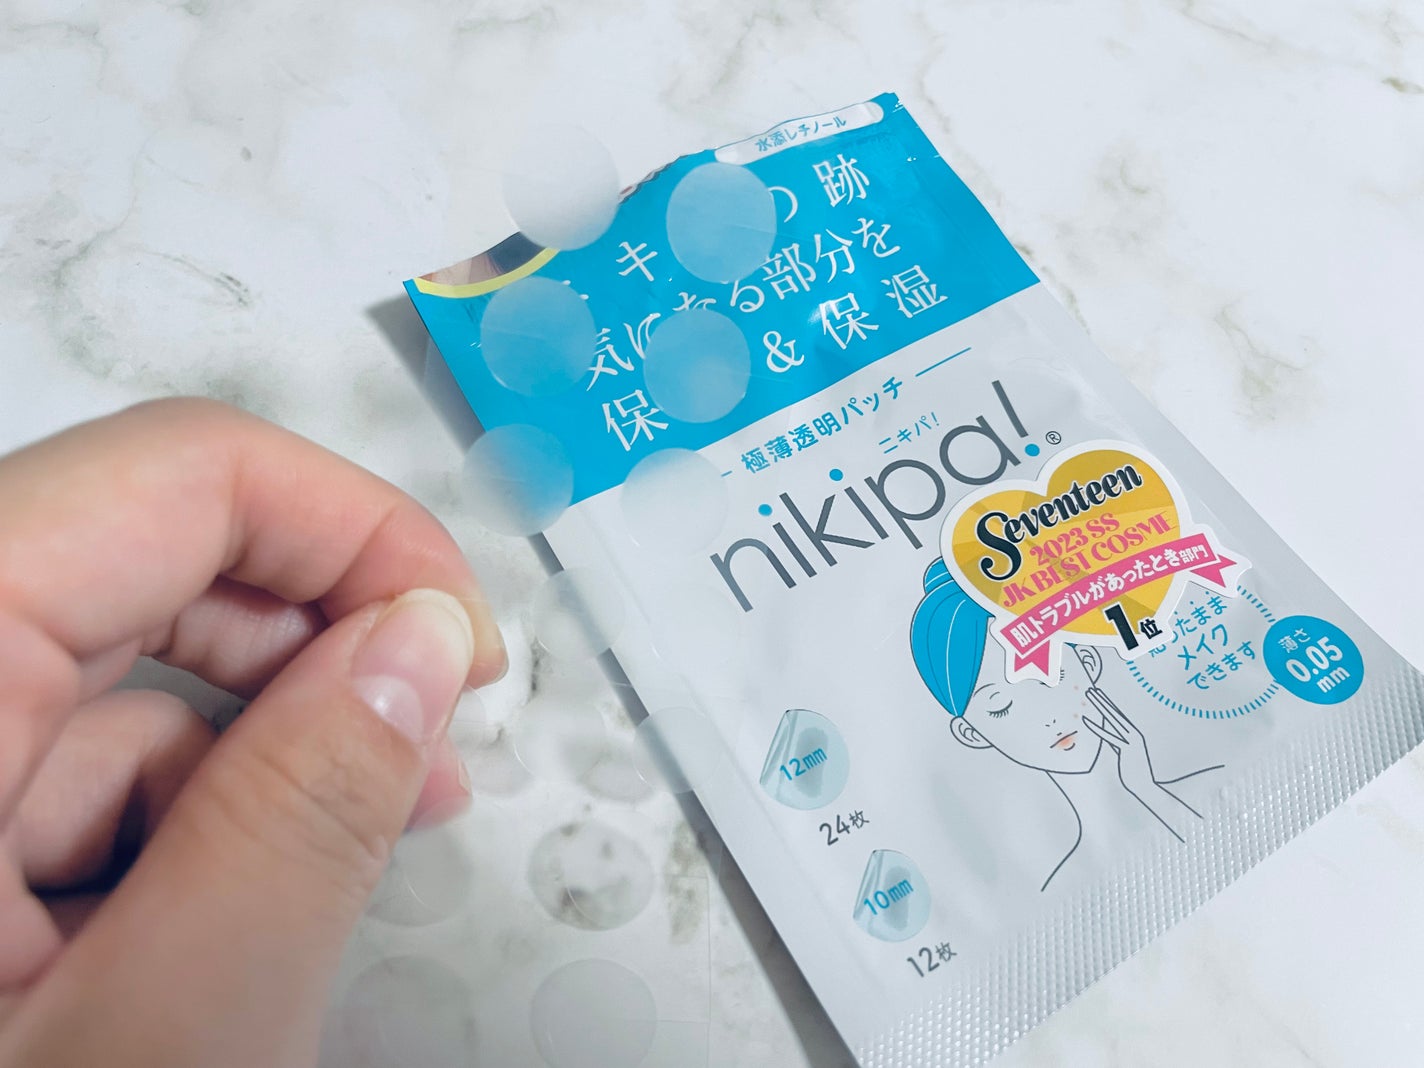 水添レチノール
キ の跡
気になる部分を
保 & 保湿
極薄透明パッチ
ニキパ!
nikipa!®
Seventeen
2023 SS
JK BEST COSME
肌トラブルがあったとき部門
1位
たまま
メイク
できます
薄さ
0.05
mm
12mm
24枚
10mm
12枚